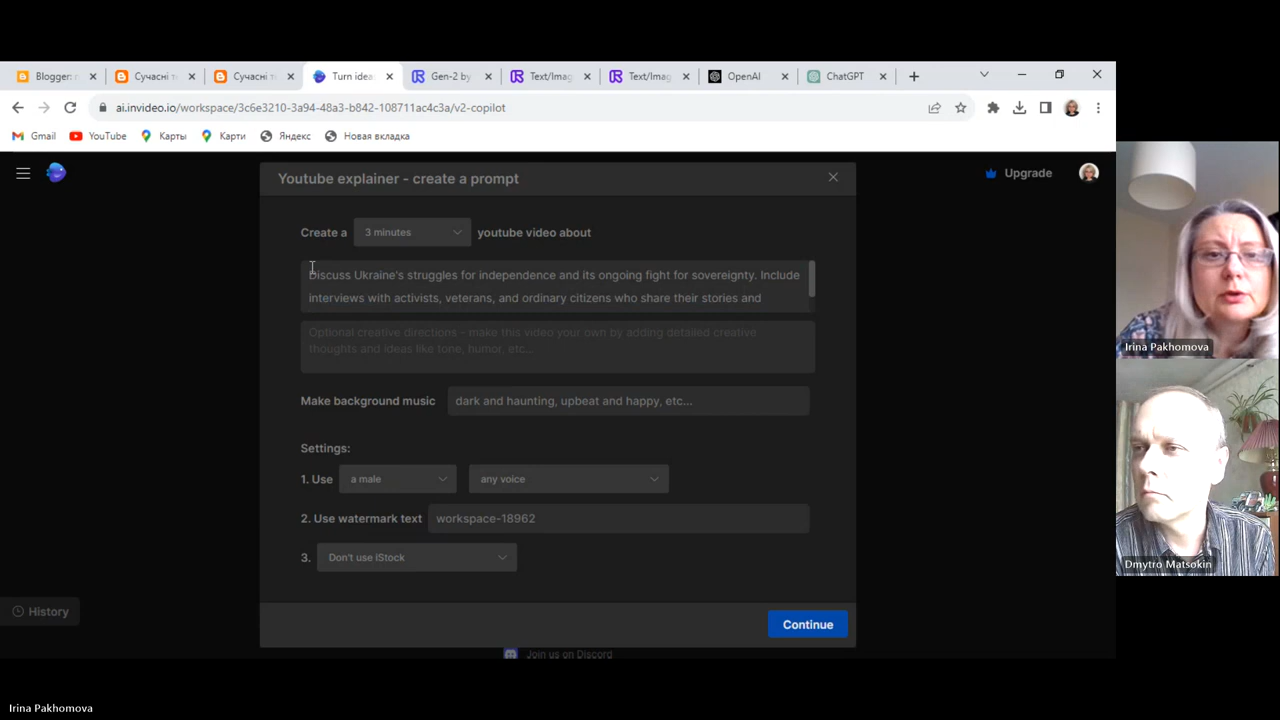 Blogger:
Сучасні т
Сучасні т
Turn idea
Gen-2 by
Text/Imag
Text/Imag
OpenAI
ChatGPT
ai.invideo.io/workspace/3c6e3210-3a94-48a3-b842-108711ac4c3a/v2-copilot
Gmail YouTube Карты Карти Яндекс Новая вкладка
Youtube explainer - create a prompt
Upgrade
Create a 3 minutes youtube video about
Discuss Ukraine's struggles for independence and its ongoing fight for sovereignty. Include
interviews with activists, veterans, and ordinary citizens who share their stories and
Optional creative directions - make this video your own by adding detailed creative
thoughts and ideas like tone, humor, etc...
Make background music dark and haunting, upbeat and happy, etc...
Settings:
1. Use a male any voice
2. Use watermark text workspace-18962
3. Don't use iStock
History
Continue
Join us on Discord
Irina Pakhomova
Dmytro Matsokin
Irina Pakhomova